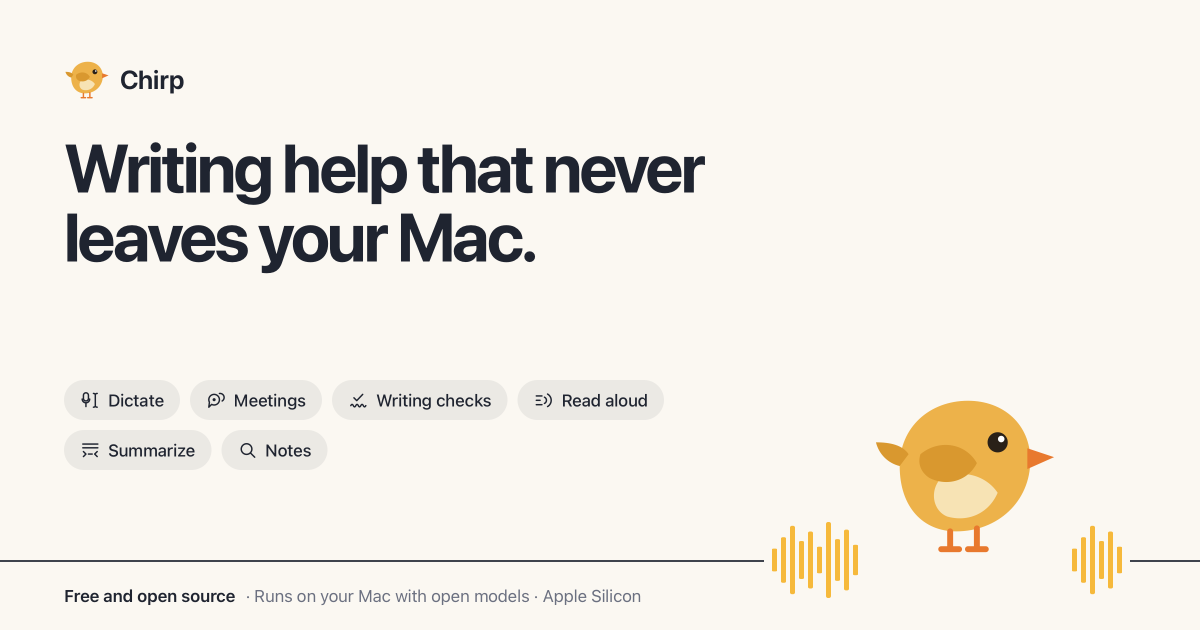 Chirp
Writing help that never
leaves your Mac.
Dictate Meetings Writing checks Read aloud
Summarize Notes
Free and open source · Runs on your Mac with open models · Apple Silicon